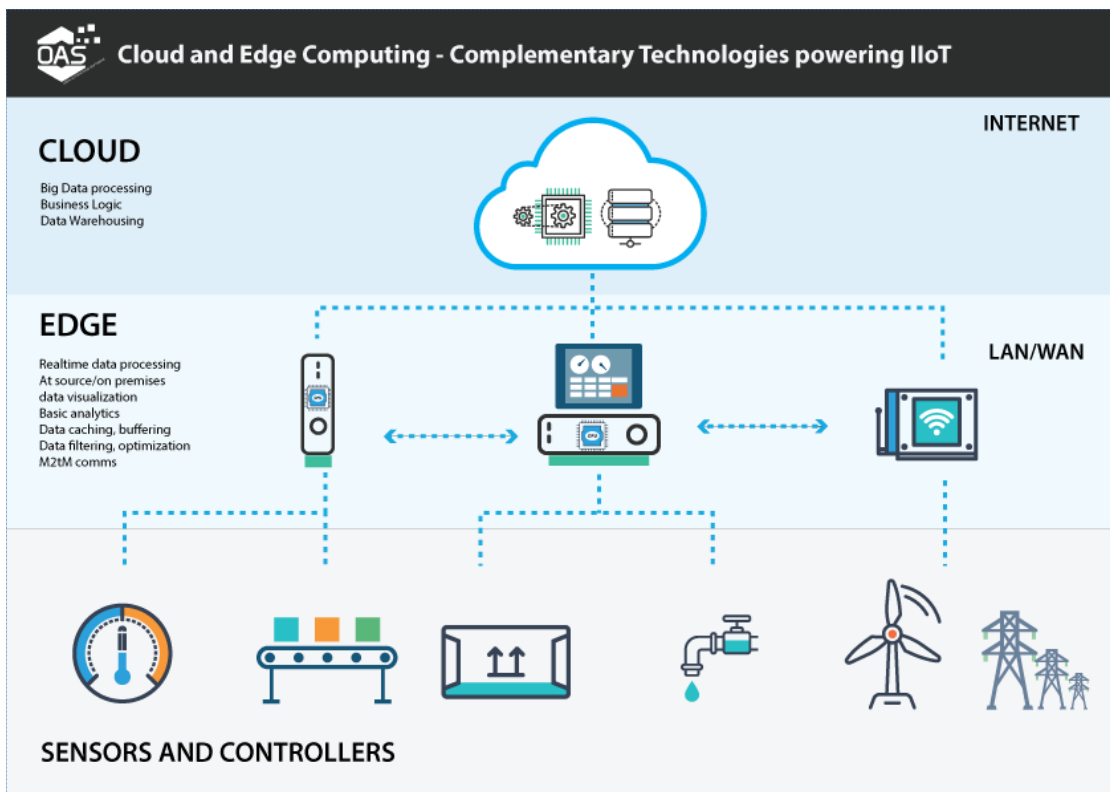 OAS
Cloud and Edge Computing - Complementary Technologies powering IIoT
INTERNET
CLOUD
Big Data processing
Business Logic
Data Warehousing
EDGE
LAN/WAN
Realtime data processing
At source/on premises
data visualization
Basic analytics
Data caching, buffering
Data filtering, optimization
M2tM comms
CPU
CPU
SENSORS AND CONTROLLERS